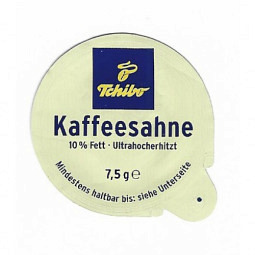 Tchibo
Kaffeesahne
10 % Fett · Ultrahocherhitzt
7,5 g e
Mindestens haltbar bis: siehe Unterseite